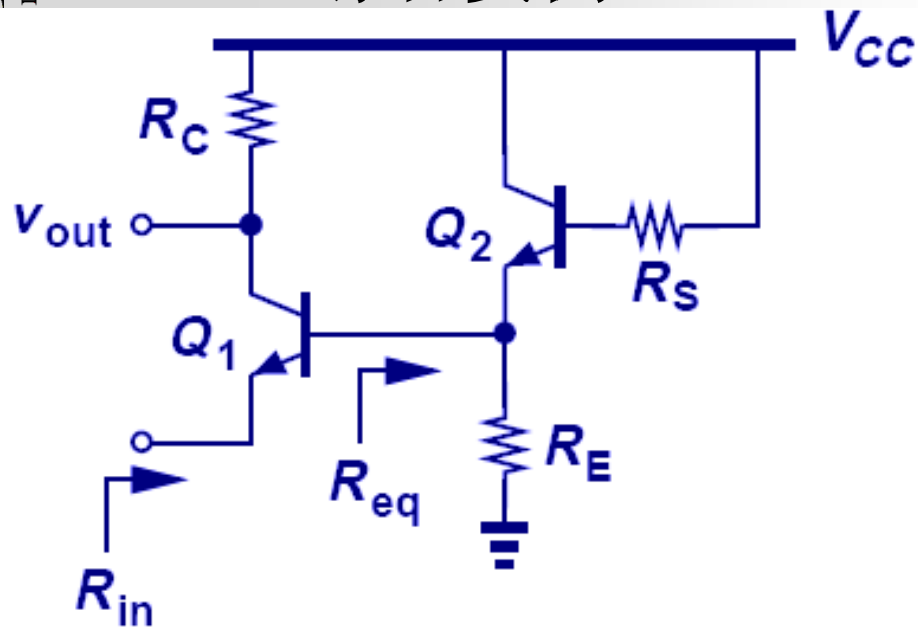 V_CC
R_C
v_out
Q_2
R_S
Q_1
R_E
R_eq
R_in